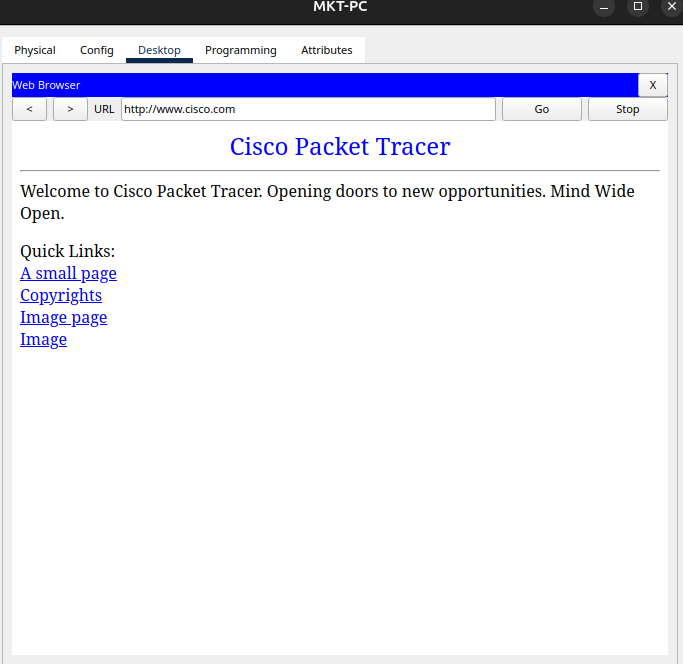 MKT-PC
Physical Config Desktop Programming Attributes
Web Browser X
< > URL http://www.cisco.com Go Stop
Cisco Packet Tracer
Welcome to Cisco Packet Tracer. Opening doors to new opportunities. Mind Wide
Open.
Quick Links:
A small page
Copyrights
Image page
Image